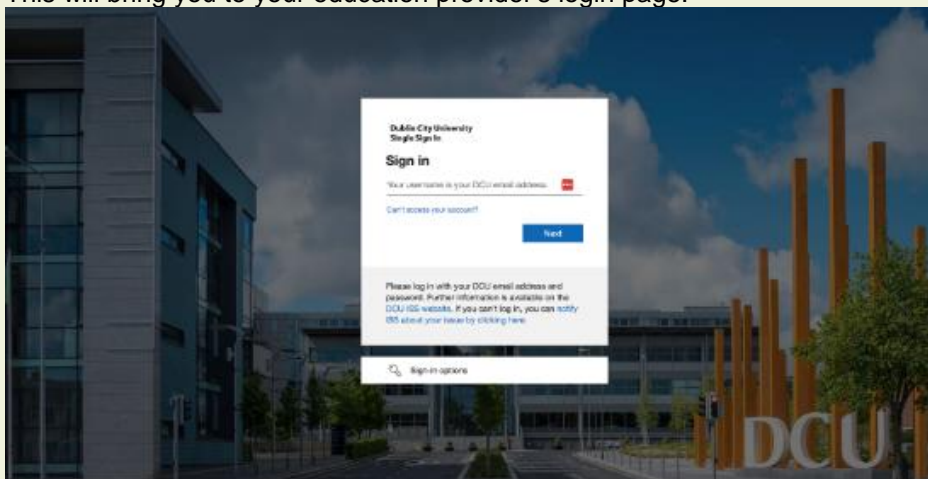 This will bring you to your education provider's login page.
Dublin City University
Single Sign In
Sign in
Your username is your DCU email address
Can't access your account?
Next
Please log in with your DCU email address and
password. Further information is available on the
DCU ISS website. If you can't log in, you can notify
ISS about your issue by clicking here
Sign-in options
DCU